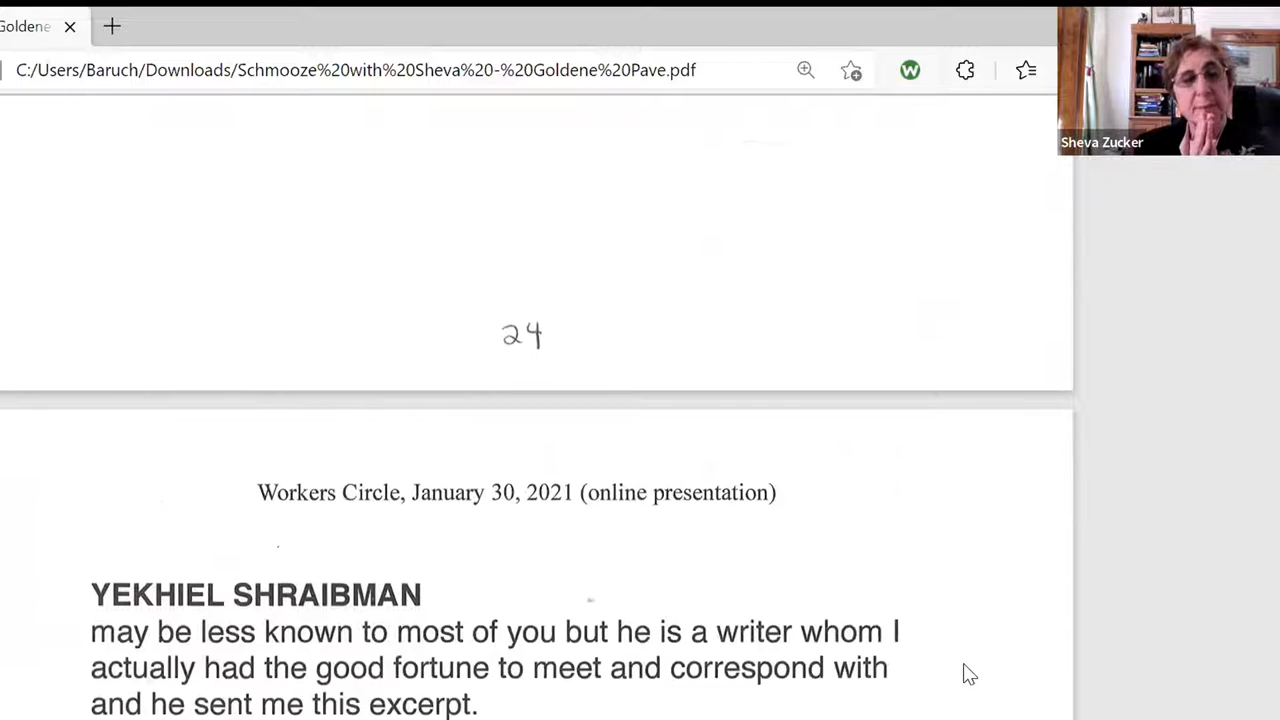 Goldene
C:/Users/Baruch/Downloads/Schmooze%20with%20Sheva%20-%20Goldene%20Pave.pdf
W
Sheva Zucker
24
Workers Circle, January 30, 2021 (online presentation)
YEKHIEL SHRAIBMAN
may be less known to most of you but he is a writer whom I
actually had the good fortune to meet and correspond with
and he sent me this excerpt.